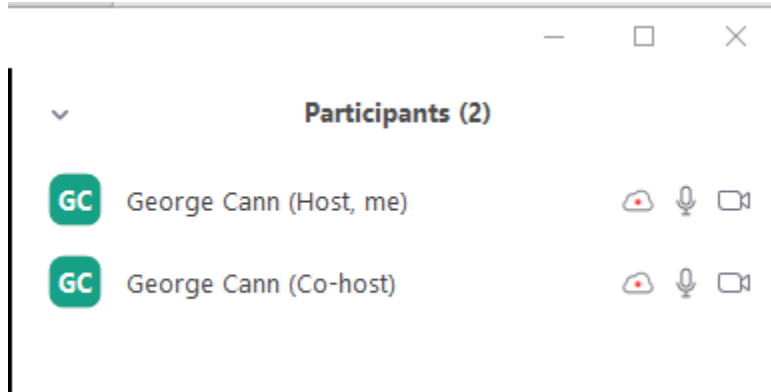 Participants (2)
GC George Cann (Host, me)
GC George Cann (Co-host)